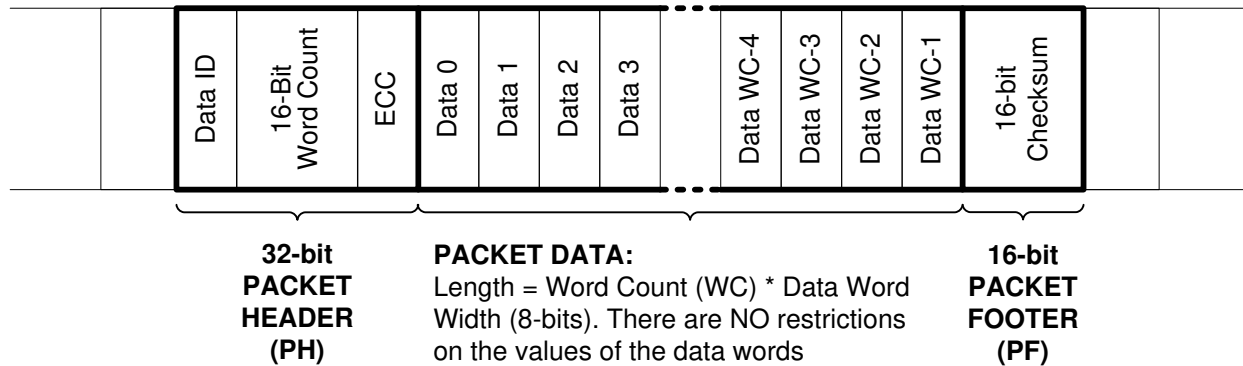 Data ID
16-Bit
Word Count
ECC
Data 0
Data 1
Data 2
Data 3
Data WC-4
Data WC-3
Data WC-2
Data WC-1
16-bit
Checksum
32-bit
PACKET
HEADER
(PH)
PACKET DATA:
Length = Word Count (WC) * Data Word
Width (8-bits). There are NO restrictions
on the values of the data words
16-bit
PACKET
FOOTER
(PF)